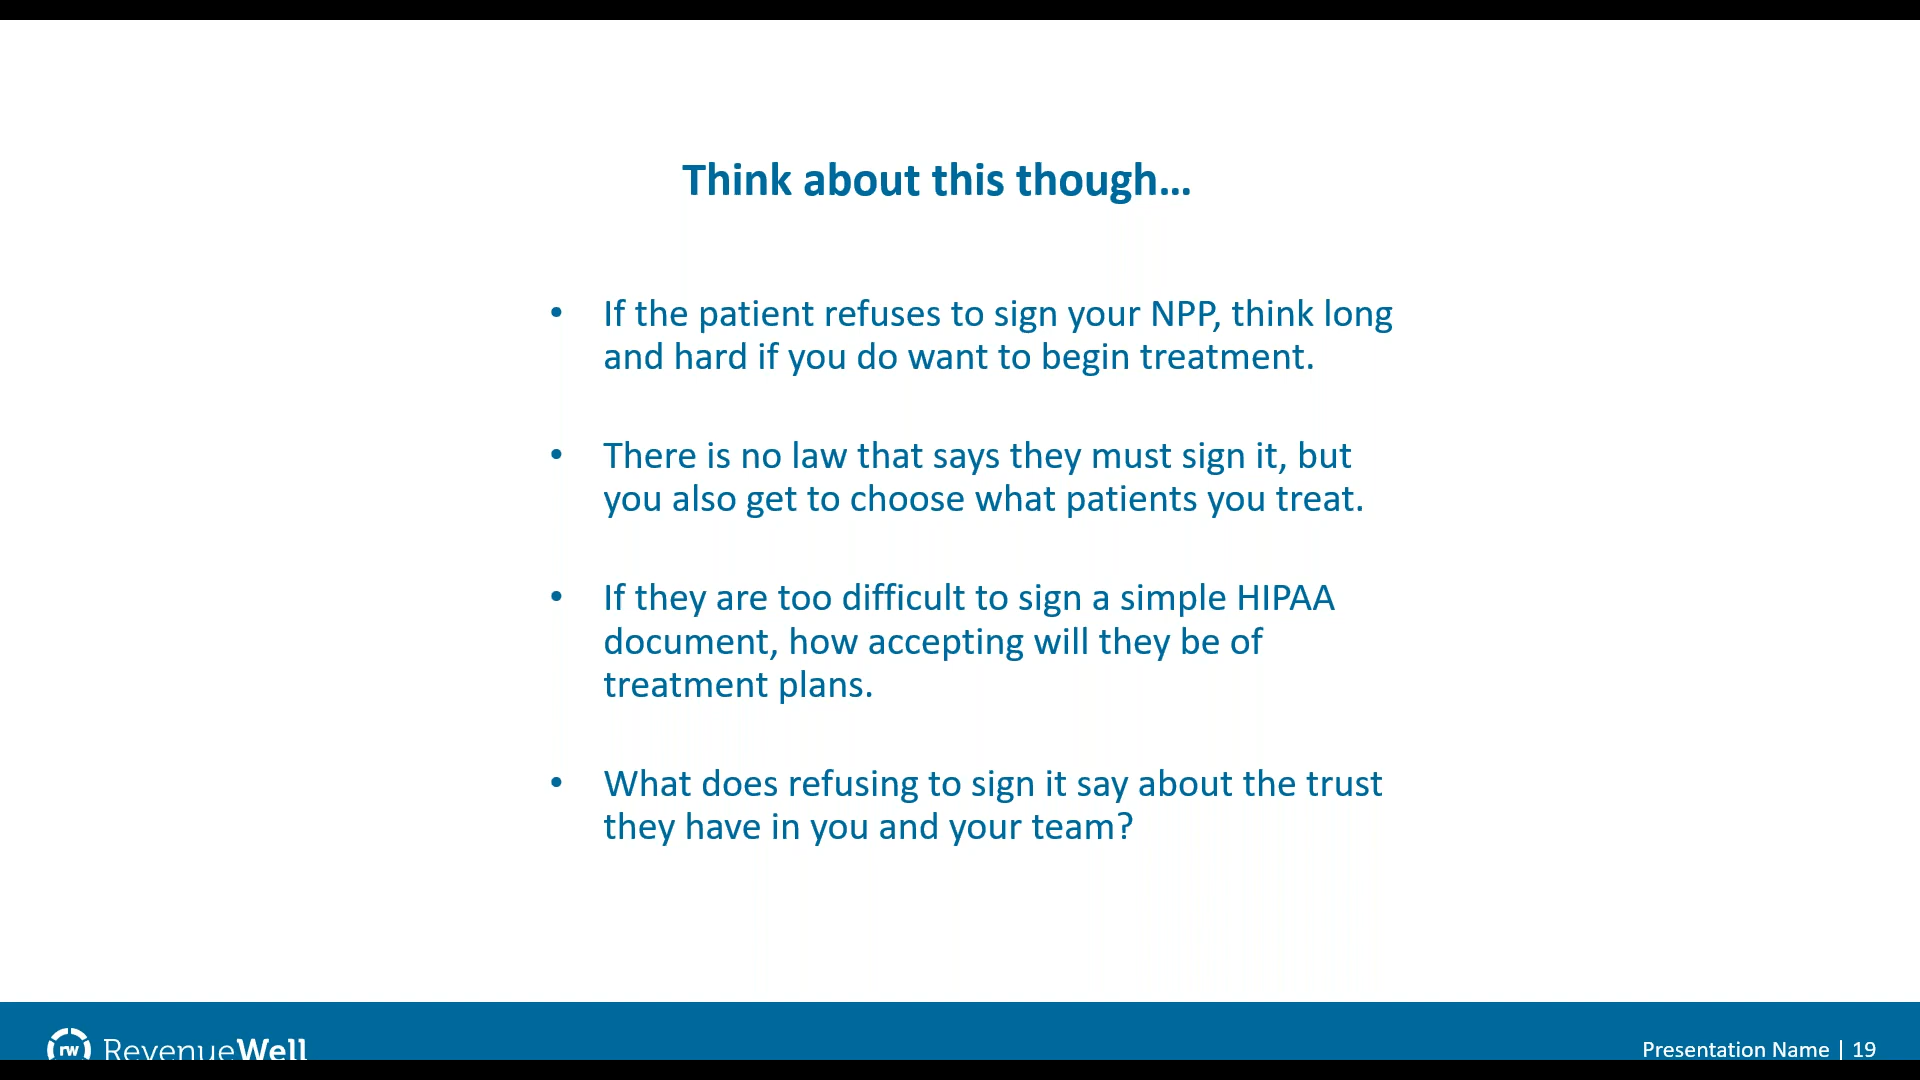 Think about this though...
• If the patient refuses to sign your NPP, think long
and hard if you do want to begin treatment.
• There is no law that says they must sign it, but
you also get to choose what patients you treat.
• If they are too difficult to sign a simple HIPAA
document, how accepting will they be of
treatment plans.
• What does refusing to sign it say about the trust
they have in you and your team?
rw RevenueWell
Presentation Name | 19